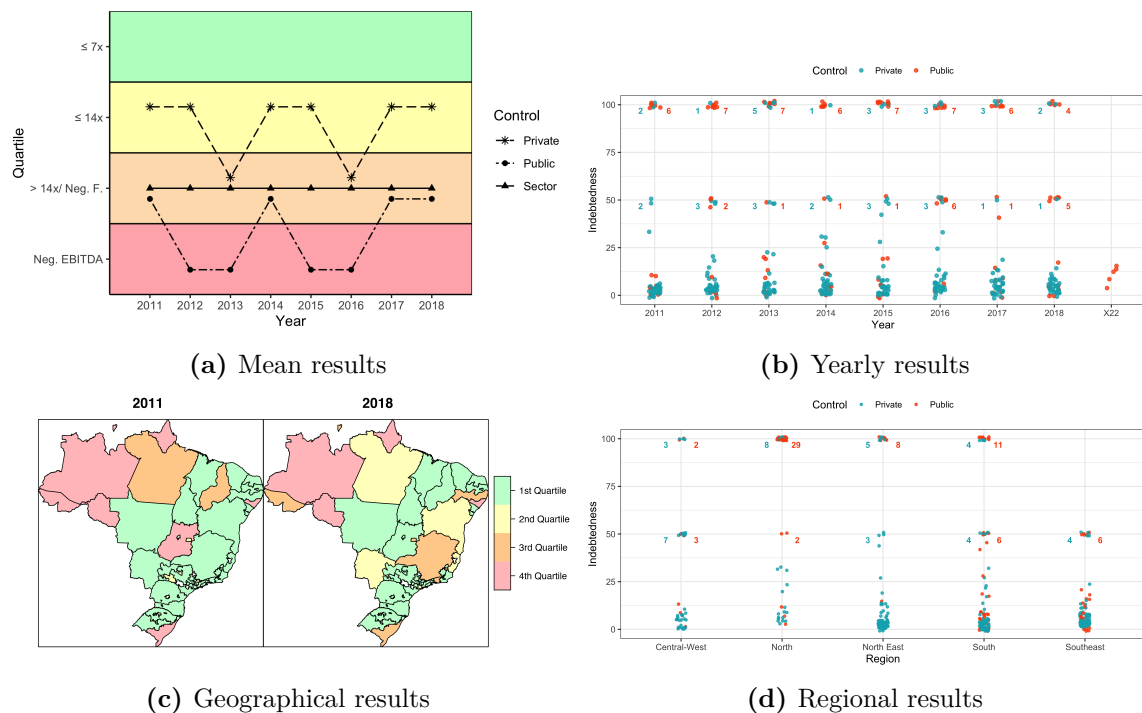 ≤ 7x
≤ 14x
> 14x/ Neg. F.
Neg. EBITDA
Quartile
2011 2012 2013 2014 2015 2016 2017 2018
Year
Control
Private
Public
Sector
(a) Mean results
Control Private Public
Indebtedness
100
75
50
25
0
2 6 1 7 5 7 1 6 3 7 3 7 3 6 2 4
2 3 2 3 1 2 1 3 1 3 6 1 1 1 5
2011 2012 2013 2014 2015 2016 2017 2018 X22
Year
(b) Yearly results
2011 2018
1st Quartile
2nd Quartile
3rd Quartile
4th Quartile
(c) Geographical results
Control Private Public
Indebtedness
100
75
50
25
0
3 2 8 29 5 8 4 11
7 3 2 3 4 6 4 6
Central-West North North East South Southeast
Region
(d) Regional results